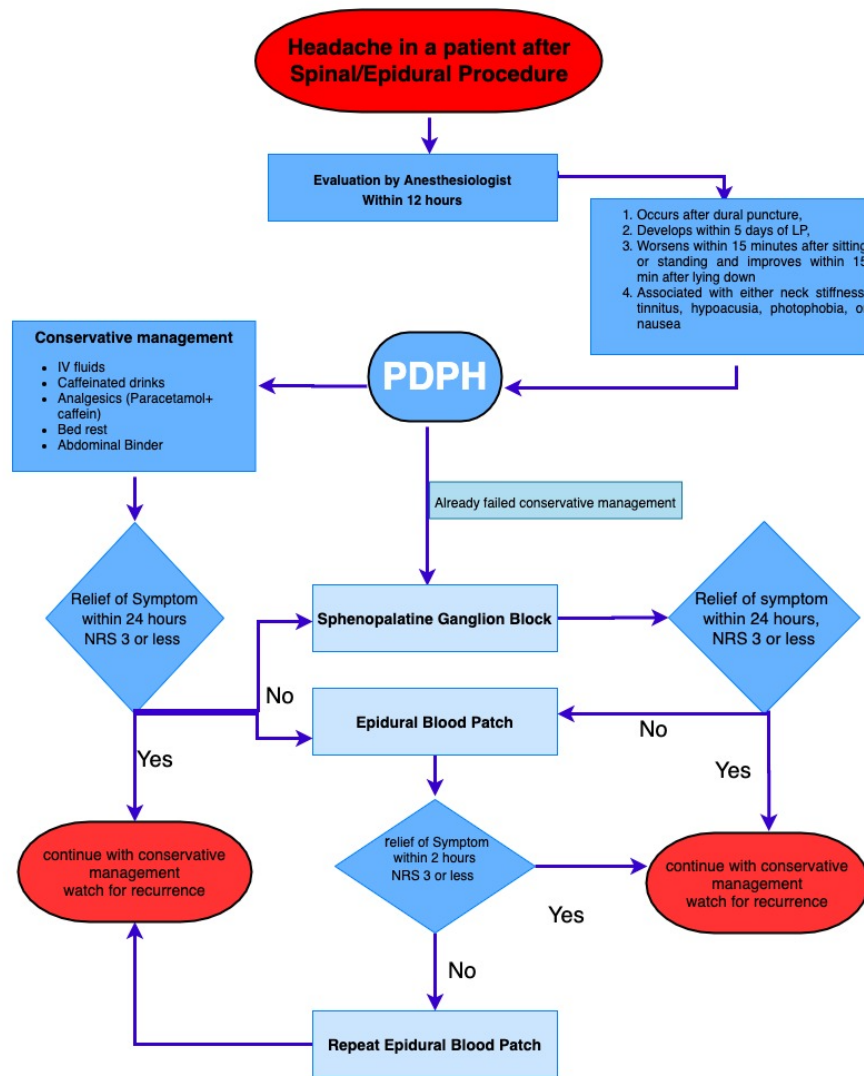 Headache in a patient after
Spinal/Epidural Procedure
Evaluation by Anesthesiologist
Within 12 hours
1. Occurs after dural puncture,
2. Develops within 5 days of LP,
3. Worsens within 15 minutes after sitting
or standing and improves within 15
min after lying down
4. Associated with either neck stiffness
tinnitus, hypoacusia, photophobia, or
nausea
Conservative management
• IV fluids
• Caffeinated drinks
• Analgesics (Paracetamol+
caffein)
• Bed rest
• Abdominal Binder
PDPH
Already failed conservative management
Relief of Symptom
within 24 hours
NRS 3 or less
Sphenopalatine Ganglion Block
Relief of symptom
within 24 hours,
NRS 3 or less
No
Epidural Blood Patch
No
Yes
Yes
continue with conservative
management
watch for recurrence
relief of Symptom
within 2 hours
NRS 3 or less
Yes
continue with conservative
management
watch for recurrence
No
Repeat Epidural Blood Patch